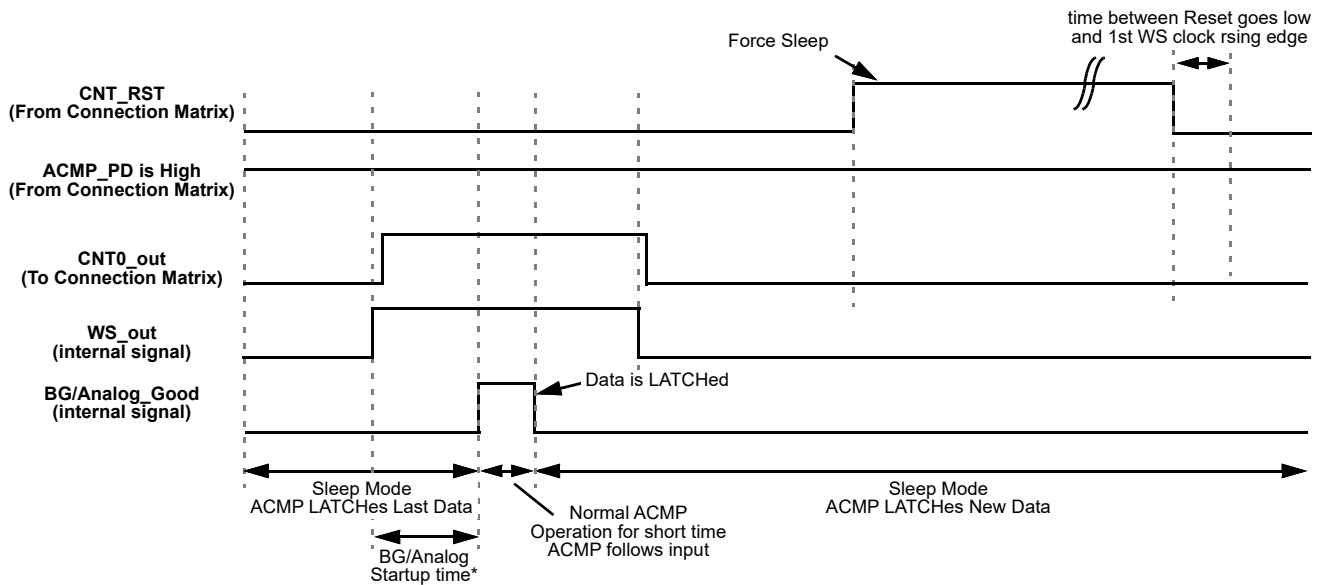 time between Reset goes low
and 1st WS clock rsing edge
Force Sleep
CNT_RST
(From Connection Matrix)
ACMP_PD is High
(From Connection Matrix)
CNT0_out
(To Connection Matrix)
WS_out
(internal signal)
BG/Analog_Good
(internal signal)
Data is LATCHed
Sleep Mode
ACMP LATCHes Last Data
Normal ACMP
Operation for short time
ACMP follows input
Sleep Mode
ACMP LATCHes New Data
BG/Analog
Startup time*